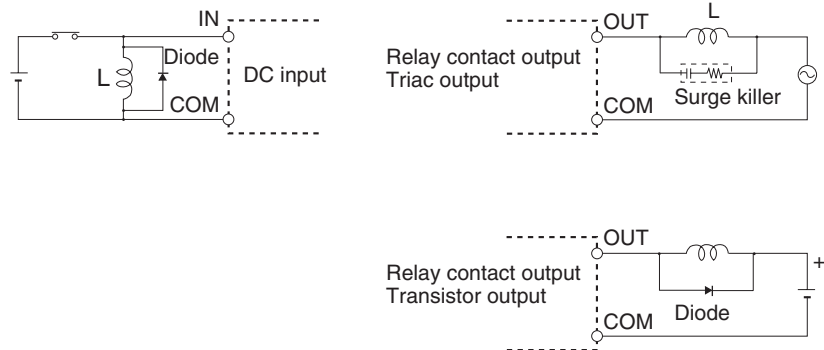 IN
Diode
L
DC input
COM
OUT
L
Relay contact output
Triac output
Surge killer
COM
OUT
+
Relay contact output
Transistor output
Diode
COM